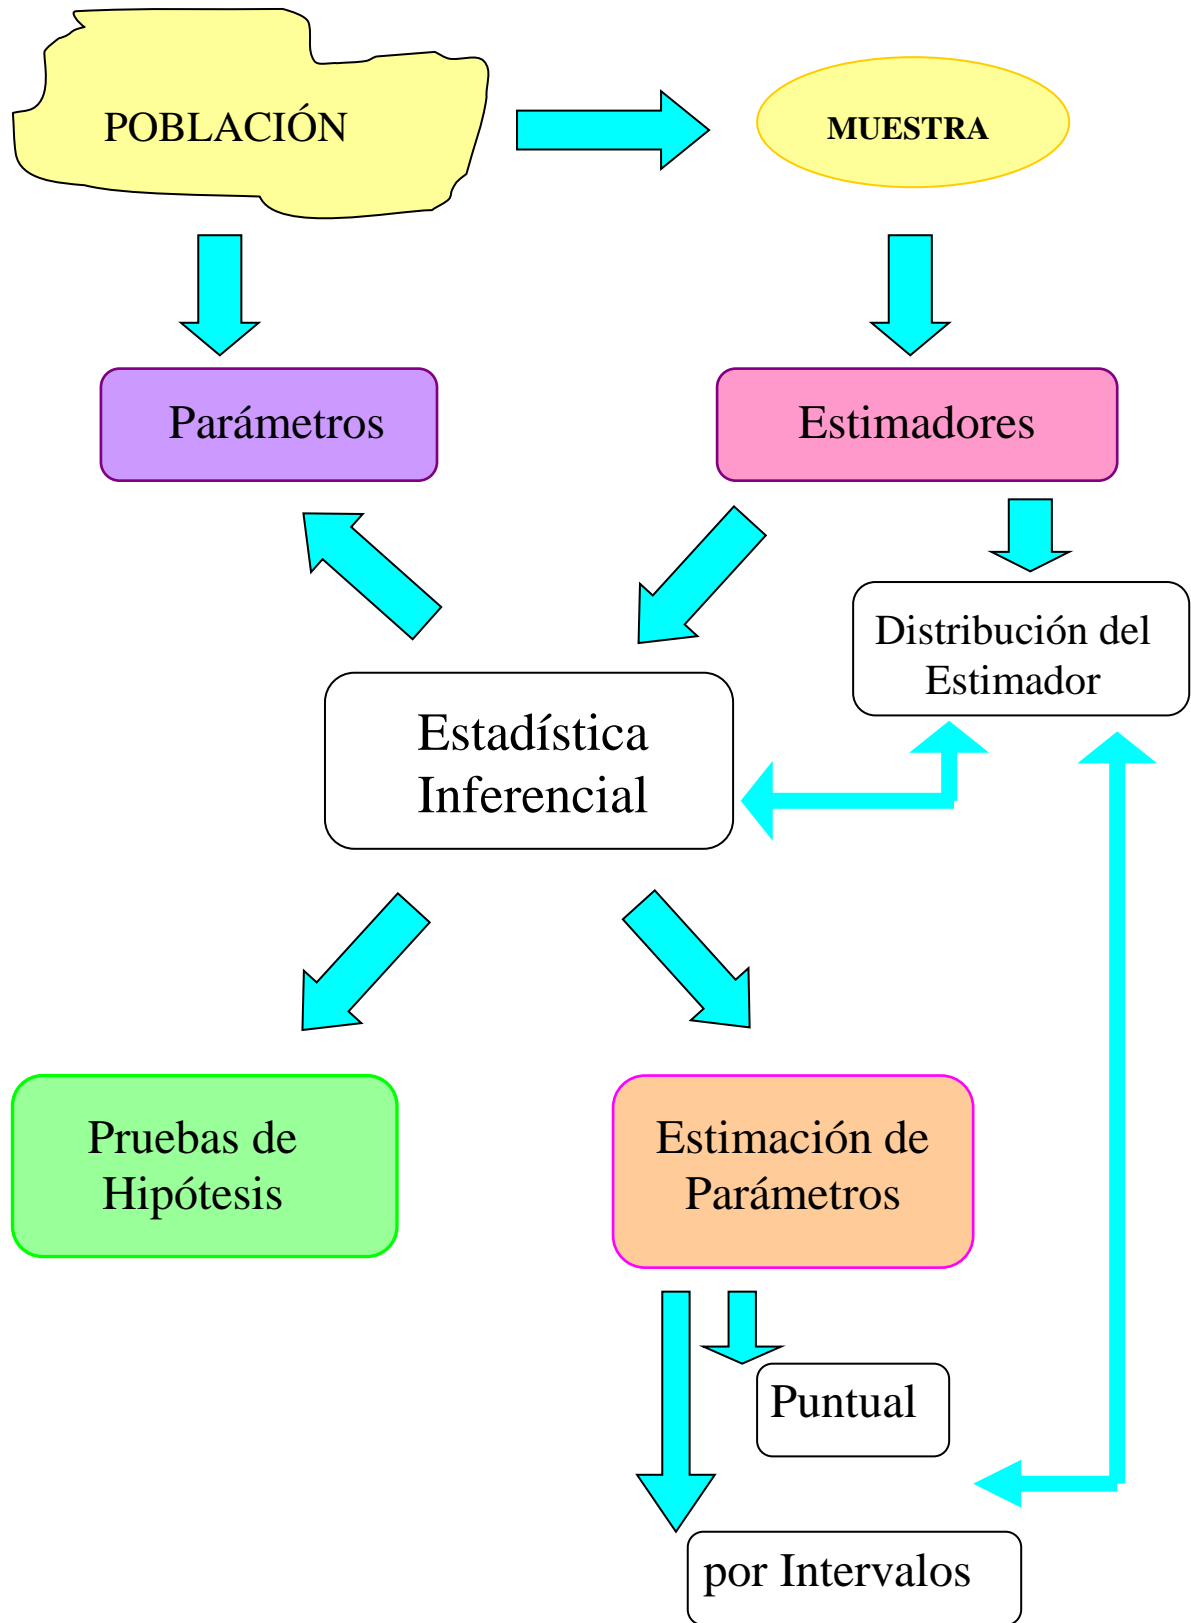 POBLACIÓN
MUESTRA
Parámetros
Estimadores
Distribución del
Estimador
Estadística
Inferencial
Pruebas de
Hipótesis
Estimación de
Parámetros
Puntual
por Intervalos